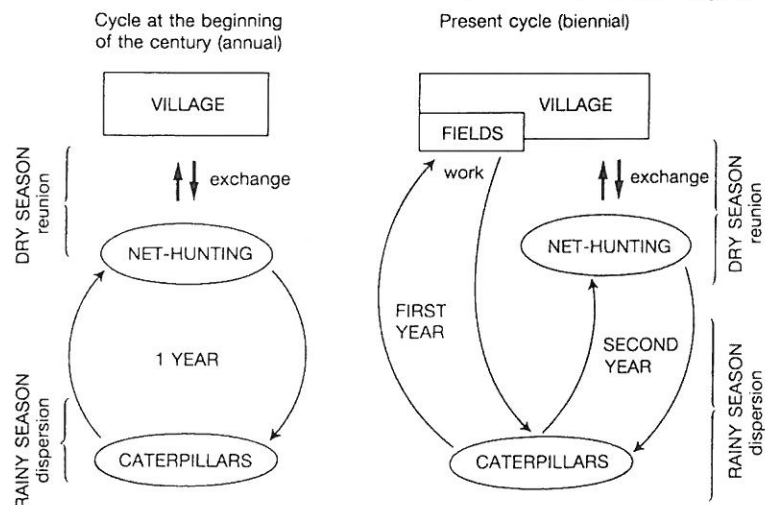 Cycle at the beginning
of the century (annual)
VILLAGE
exchange
DRY SEASON
reunion
NET-HUNTING
1 YEAR
RAINY SEASON
dispersion
CATERPILLARS
Present cycle (biennial)
VILLAGE
FIELDS
work
exchange
DRY SEASON
reunion
NET-HUNTING
FIRST
YEAR
SECOND
YEAR
RAINY SEASON
dispersion
CATERPILLARS